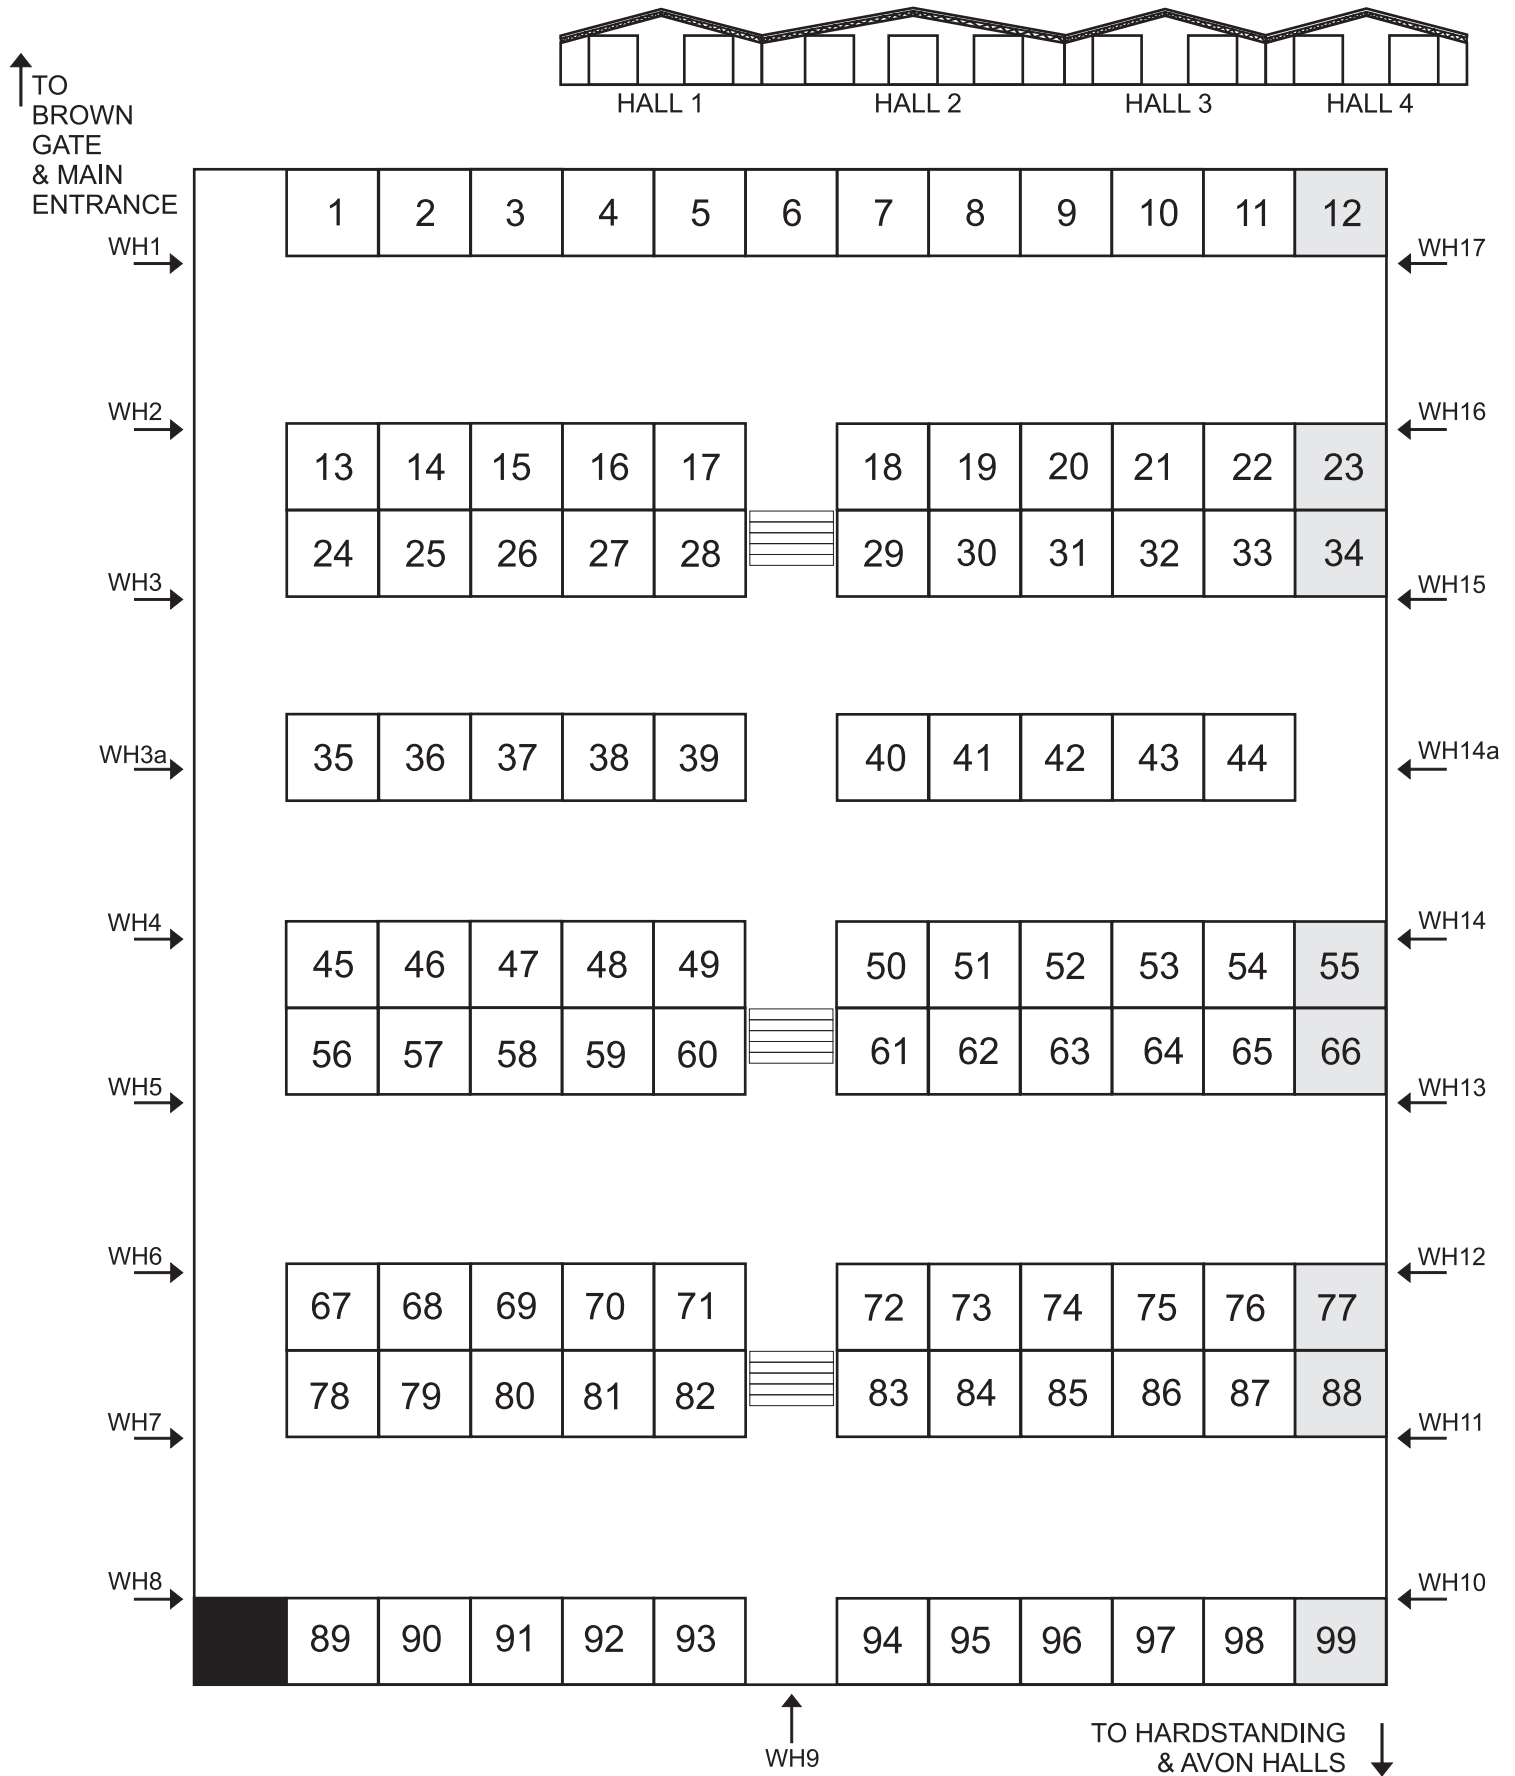 HALL 1 HALL 2 HALL 3 HALL 4
TO
BROWN
GATE
& MAIN
ENTRANCE
1 2 3 4 5 6 7 8 9 10 11 12
WH1 WH17
WH2 WH16
13 14 15 16 17 18 19 20 21 22 23
24 25 26 27 28 29 30 31 32 33 34
WH3 WH15
WH3a 35 36 37 38 39 40 41 42 43 44 WH14a
WH4 WH14
45 46 47 48 49 50 51 52 53 54 55
56 57 58 59 60 61 62 63 64 65 66
WH5 WH13
WH6 WH12
67 68 69 70 71 72 73 74 75 76 77
78 79 80 81 82 83 84 85 86 87 88
WH7 WH11
WH8 WH10
89 90 91 92 93 94 95 96 97 98 99
WH9
TO HARDSTANDING
& AVON HALLS